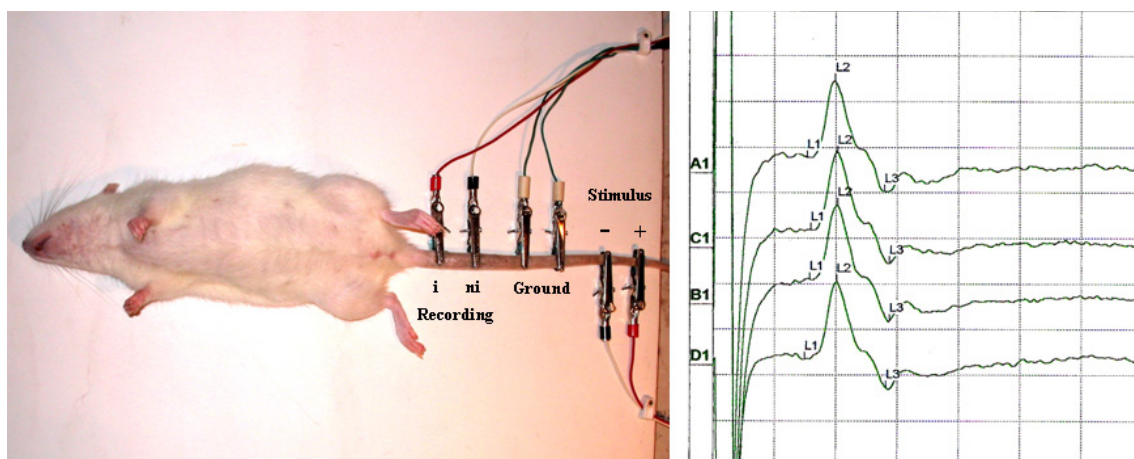 Stimulus
− +
i ni Ground
Recording
L2
L1
A1
L2
L3
L1
C1
L2
L3
L1
B1
L2
L3
L1
D1
L3